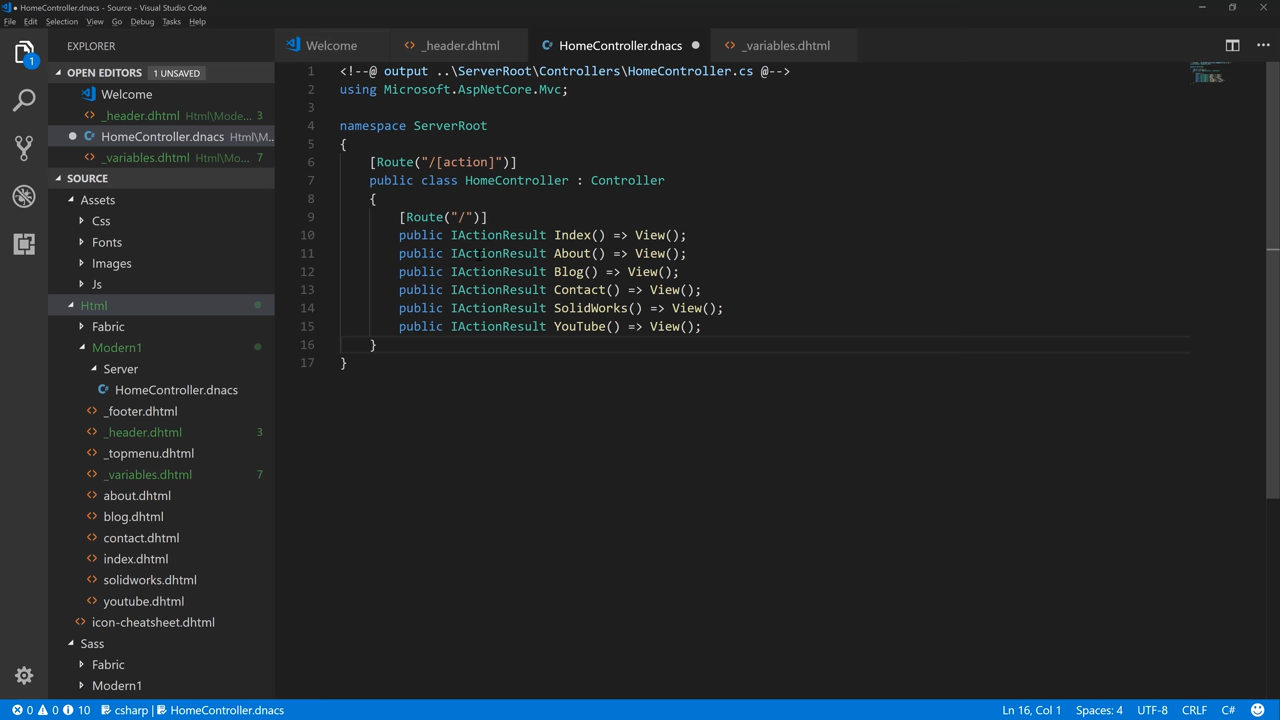 ● HomeController.dnacs - Source - Visual Studio Code
File Edit Selection View Go Debug Tasks Help
EXPLORER
Welcome
_header.dhtml
HomeController.dnacs ●
_variables.dhtml
OPEN EDITORS 1 UNSAVED
Welcome
_header.dhtml Html\Mode... 3
HomeController.dnacs Html\M...
_variables.dhtml Html\Mo... 7
SOURCE
Assets
Css
Fonts
Images
Js
Html
Fabric
Modern1
Server
HomeController.dnacs
_footer.dhtml
_header.dhtml 3
_topmenu.dhtml
_variables.dhtml 7
about.dhtml
blog.dhtml
contact.dhtml
index.dhtml
solidworks.dhtml
youtube.dhtml
icon-cheatsheet.dhtml
Sass
Fabric
Modern1
1
1 <!--@ output ..\ServerRoot\Controllers\HomeController.cs @-->
2 using Microsoft.AspNetCore.Mvc;
3
4 namespace ServerRoot
5 {
6 [Route("/[action]")]
7 public class HomeController : Controller
8 {
9 [Route("/")]
10 public IActionResult Index() => View();
11 public IActionResult About() => View();
12 public IActionResult Blog() => View();
13 public IActionResult Contact() => View();
14 public IActionResult SolidWorks() => View();
15 public IActionResult YouTube() => View();
16 }
17 }
0 0 10 csharp | HomeController.dnacs
Ln 16, Col 1 Spaces: 4 UTF-8 CRLF C#